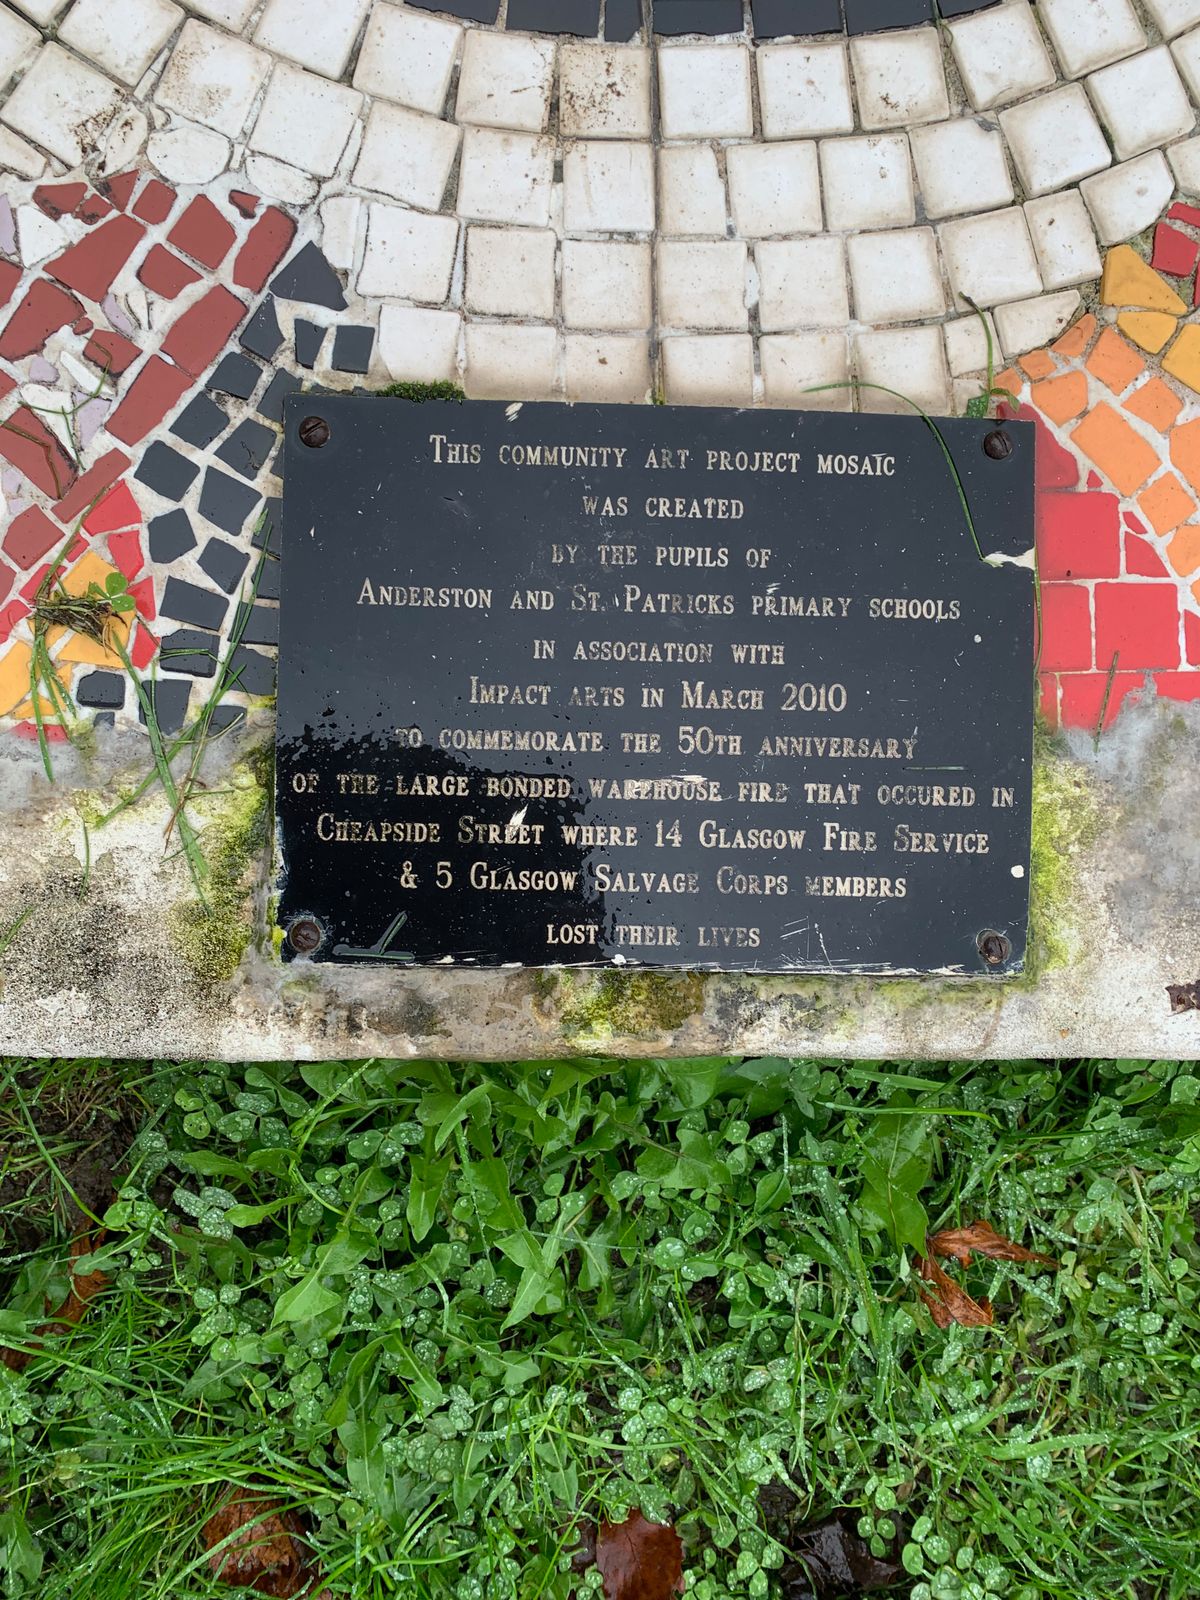 This community art project mosaic
was created
by the pupils of
Anderston and St. Patricks primary schools
in association with
Impact arts in March 2010
to commemorate the 50th anniversary
of the large bonded warehouse fire that occured in
Cheapside Street where 14 Glasgow Fire Service
& 5 Glasgow Salvage Corps members
lost their lives